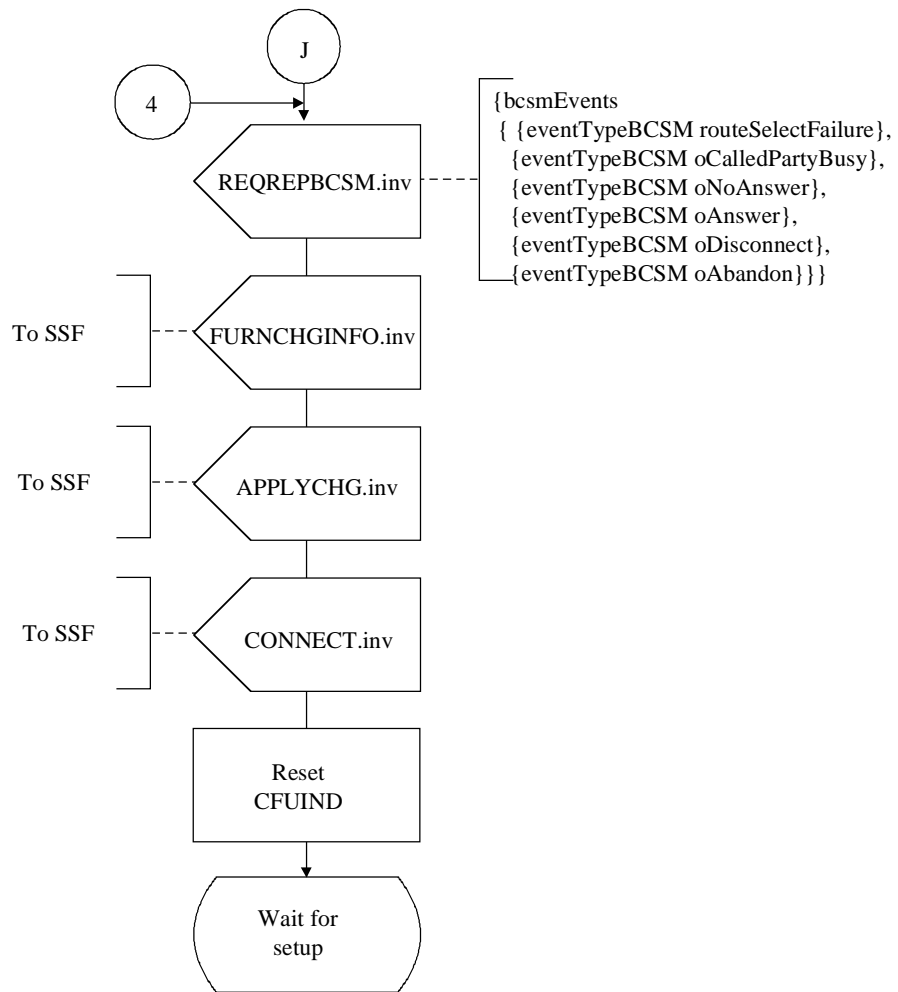 J
4
REQREPBCSM.inv
{bcsmEvents
{ {eventTypeBCSM routeSelectFailure},
{eventTypeBCSM oCalledPartyBusy},
{eventTypeBCSM oNoAnswer},
{eventTypeBCSM oAnswer},
{eventTypeBCSM oDisconnect},
{eventTypeBCSM oAbandon}}}
To SSF
FURNCHGINFO.inv
To SSF
APPLYCHG.inv
To SSF
CONNECT.inv
Reset
CFUIND
Wait for
setup